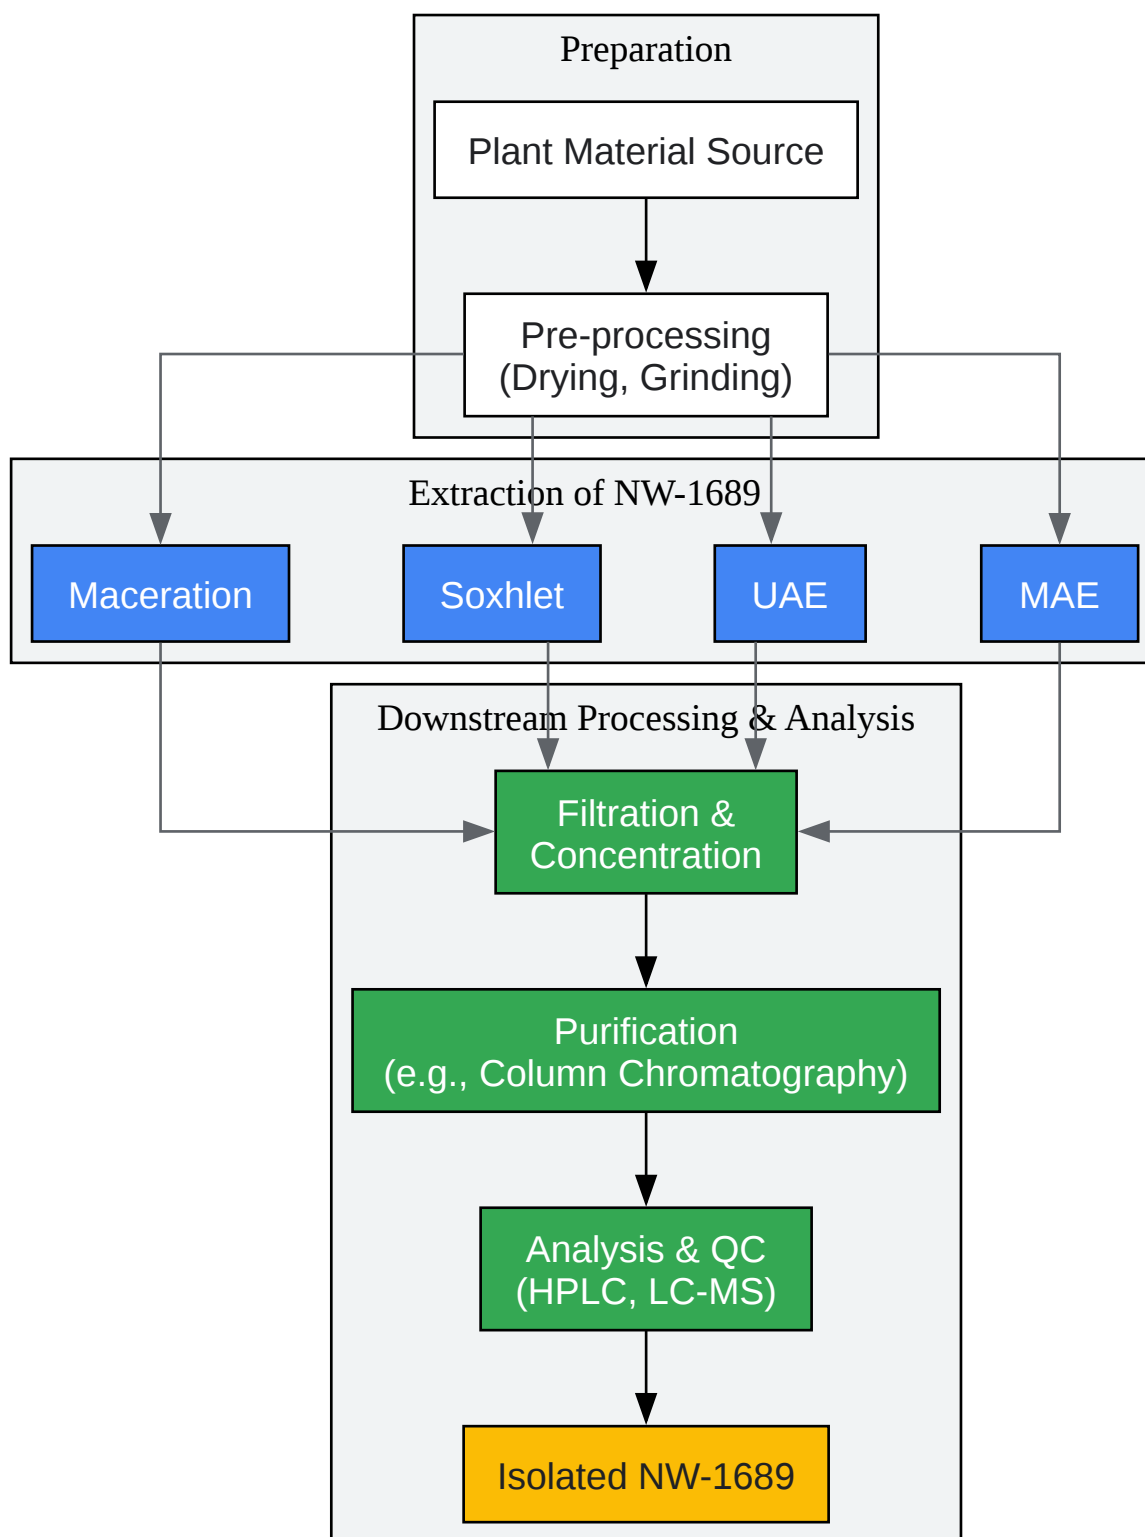 Preparation
Plant Material Source
Pre-processing
(Drying, Grinding)
Extraction of NW-1689
Maceration
Soxhlet
UAE
MAE
Downstream Processing & Analysis
Filtration &
Concentration
Purification
(e.g., Column Chromatography)
Analysis & QC
(HPLC, LC-MS)
Isolated NW-1689